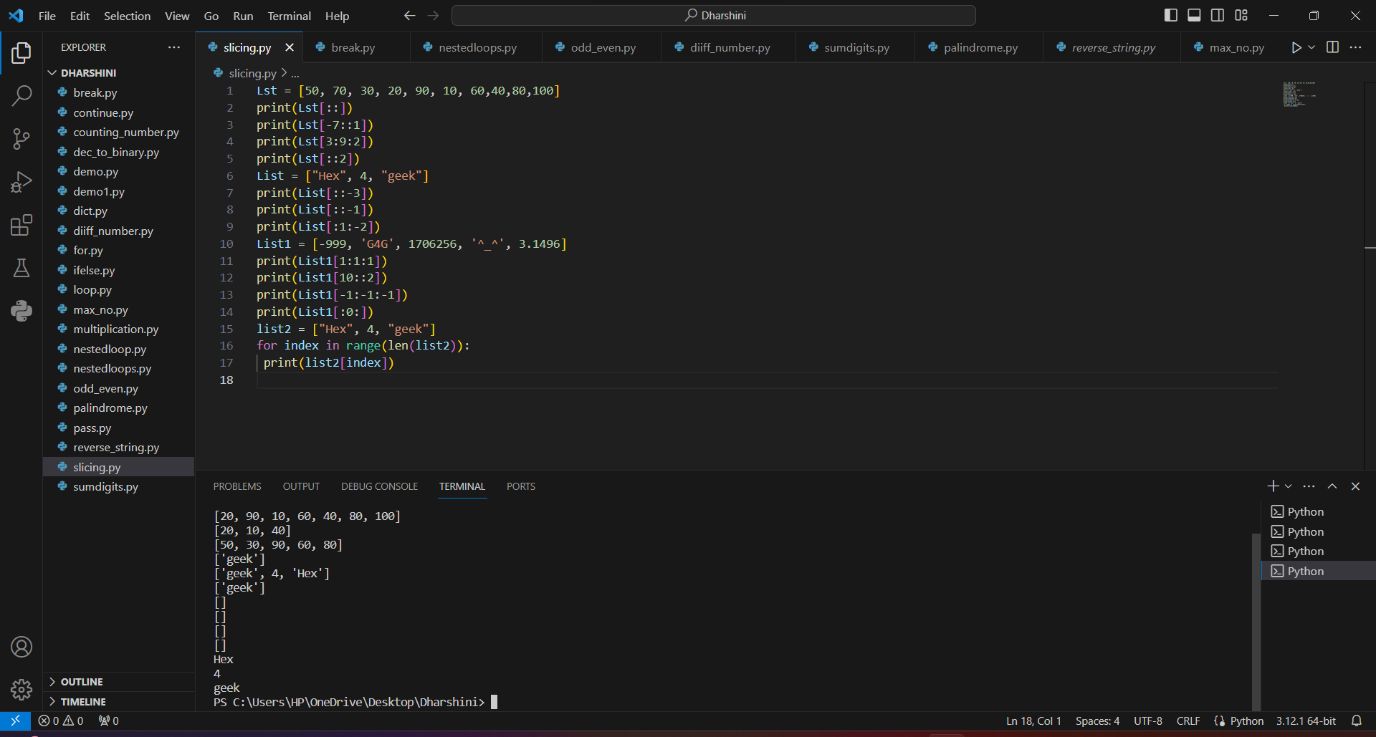 File Edit Selection View Go Run Terminal Help
Dharshini
EXPLORER
DHARSHINI
break.py
continue.py
counting_number.py
dec_to_binary.py
demo.py
demo1.py
dict.py
diiff_number.py
for.py
ifelse.py
loop.py
max_no.py
multiplication.py
nestedloop.py
nestedloops.py
odd_even.py
palindrome.py
pass.py
reverse_string.py
slicing.py
sumdigits.py
OUTLINE
TIMELINE
slicing.py break.py nestedloops.py odd_even.py diiff_number.py sumdigits.py palindrome.py reverse_string.py max_no.py
slicing.py > ...
1 Lst = [50, 70, 30, 20, 90, 10, 60,40,80,100]
2 print(Lst[::])
3 print(Lst[-7::1])
4 print(Lst[3:9:2])
5 print(Lst[::2])
6 List = ["Hex", 4, "geek"]
7 print(List[::-3])
8 print(List[::-1])
9 print(List[:1:-2])
10 List1 = [-999, 'G4G', 1706256, '^_^', 3.1496]
11 print(List1[1:1:1])
12 print(List1[10::2])
13 print(List1[-1:-1:-1])
14 print(List1[:0:])
15 list2 = ["Hex", 4, "geek"]
16 for index in range(len(list2)):
17 print(list2[index])
18
PROBLEMS OUTPUT DEBUG CONSOLE TERMINAL PORTS
[20, 90, 10, 60, 40, 80, 100]
[20, 10, 40]
[50, 30, 90, 60, 80]
['geek']
['geek', 4, 'Hex']
['geek']
[]
[]
[]
[]
Hex
4
geek
PS C:\Users\HP\OneDrive\Desktop\Dharshini>
Python
Python
Python
Python
0 0 0 Ln 18, Col 1 Spaces: 4 UTF-8 CRLF Python 3.12.1 64-bit